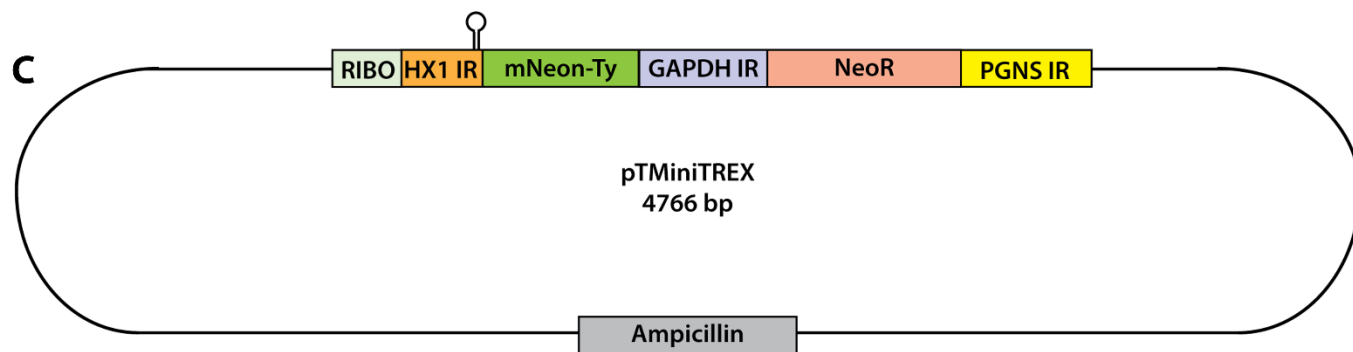 C
RIBO HX1 IR mNeon-Ty GAPDH IR NeoR PGNS IR
pTMiniTREX
4766 bp
Ampicillin